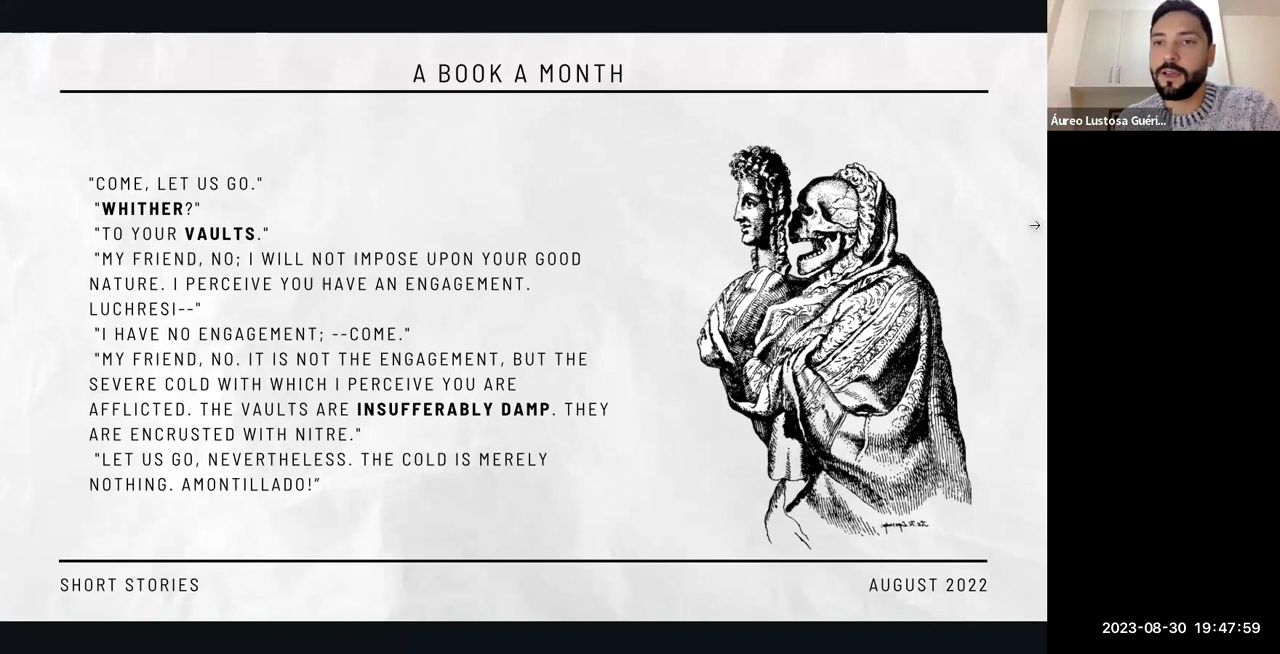 A BOOK A MONTH
"COME, LET US GO."
"WHITHER?"
"TO YOUR VAULTS."
"MY FRIEND, NO; I WILL NOT IMPOSE UPON YOUR GOOD
NATURE. I PERCEIVE YOU HAVE AN ENGAGEMENT.
LUCHRESI--"
"I HAVE NO ENGAGEMENT; --COME."
"MY FRIEND, NO. IT IS NOT THE ENGAGEMENT, BUT THE
SEVERE COLD WITH WHICH I PERCEIVE YOU ARE
AFFLICTED. THE VAULTS ARE INSUFFERABLY DAMP. THEY
ARE ENCRUSTED WITH NITRE."
"LET US GO, NEVERTHELESS. THE COLD IS MERELY
NOTHING. AMONTILLADO!”
SHORT STORIES
AUGUST 2022
Áureo Lustosa Guéri...
2023-08-30 19:47:59